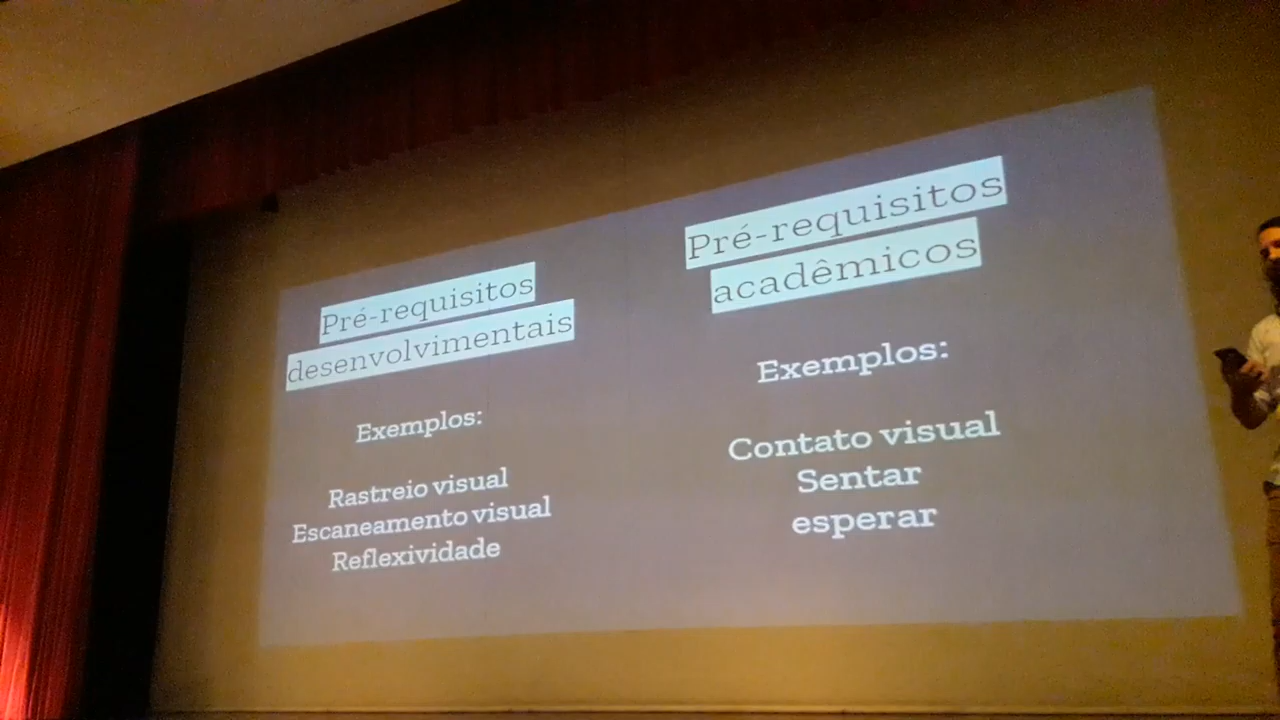 Pré-requisitos
desenvolvimentais
Exemplos:
Rastreio visual
Escaneamento visual
Reflexividade
Pré-requisitos
acadêmicos
Exemplos:
Contato visual
Sentar
esperar